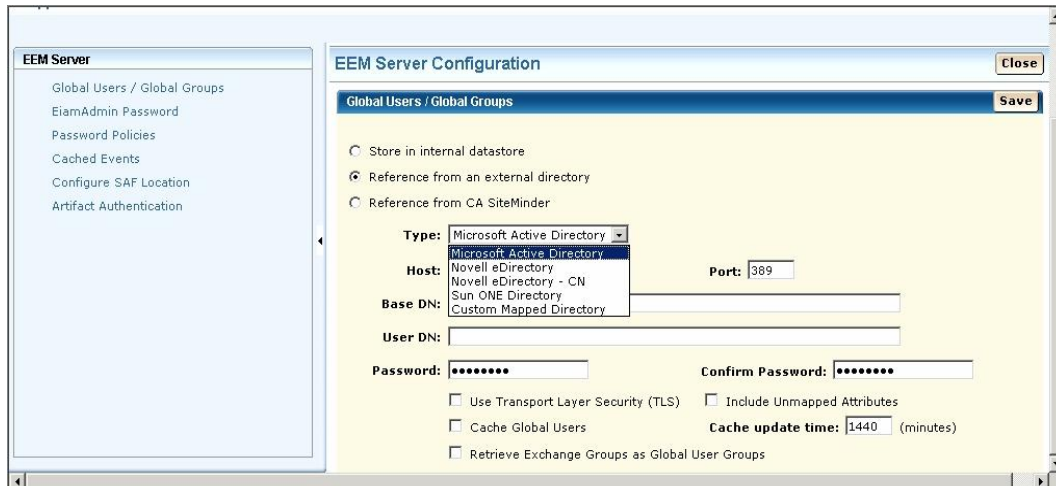 EEM Server
Global Users / Global Groups
EiamAdmin Password
Password Policies
Cached Events
Configure SAF Location
Artifact Authentication
EEM Server Configuration
Close
Global Users / Global Groups
Save
Store in internal datastore
Reference from an external directory
Reference from CA SiteMinder
Type: Microsoft Active Directory
Microsoft Active Directory
Novell eDirectory
Novell eDirectory - CN
Sun ONE Directory
Custom Mapped Directory
Host:
Port: 389
Base DN:
User DN:
Password: ••••••••
Confirm Password: ••••••••
Use Transport Layer Security (TLS)
Include Unmapped Attributes
Cache Global Users
Cache update time: 1440 (minutes)
Retrieve Exchange Groups as Global User Groups